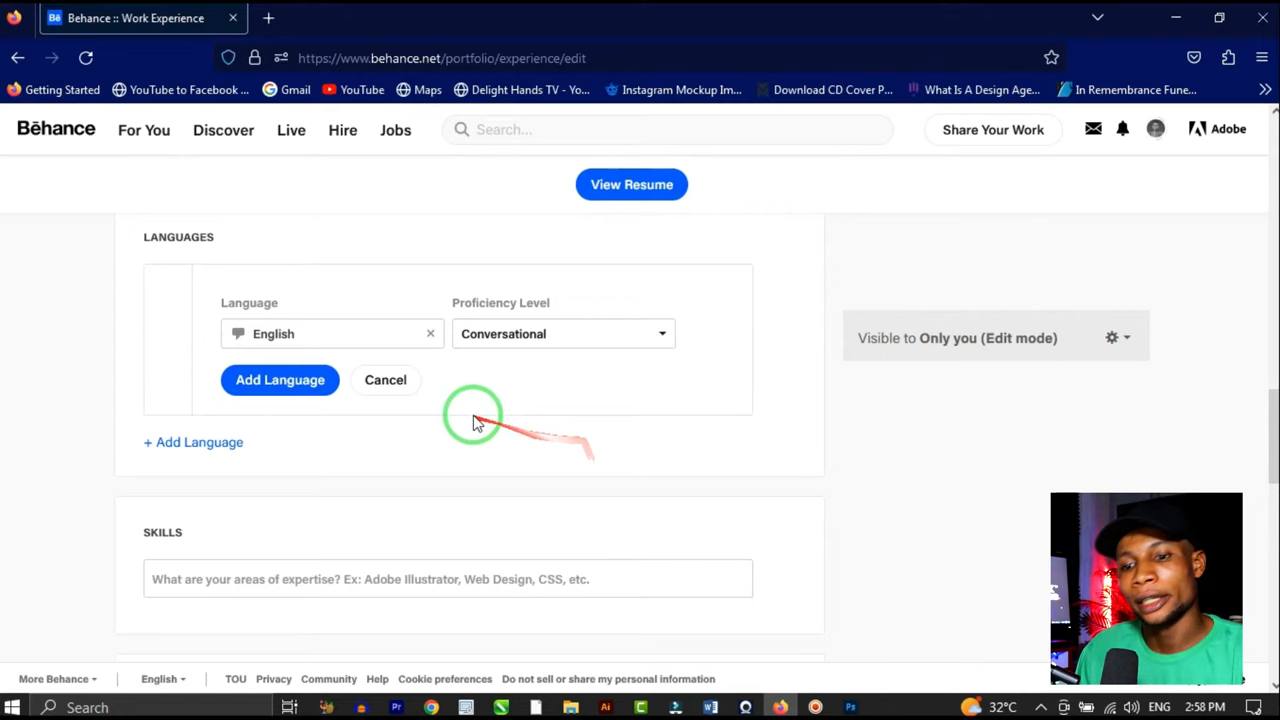 Bē Behance :: Work Experience
https://www.behance.net/portfolio/experience/edit
Getting Started YouTube to Facebook ... Gmail YouTube Maps Delight Hands TV - Yo... Instagram Mockup Im... Download CD Cover P... What Is A Design Age... In Remembrance Fune...
Bēhance For You Discover Live Hire Jobs Search... Share Your Work Adobe
View Resume
LANGUAGES
Language Proficiency Level
English Conversational
Visible to Only you (Edit mode)
Add Language Cancel
+ Add Language
SKILLS
What are your areas of expertise? Ex: Adobe Illustrator, Web Design, CSS, etc.
More Behance English TOU Privacy Community Help Cookie preferences Do not sell or share my personal information
Search Pr Ai Ps 32°C ENG 2:58 PM